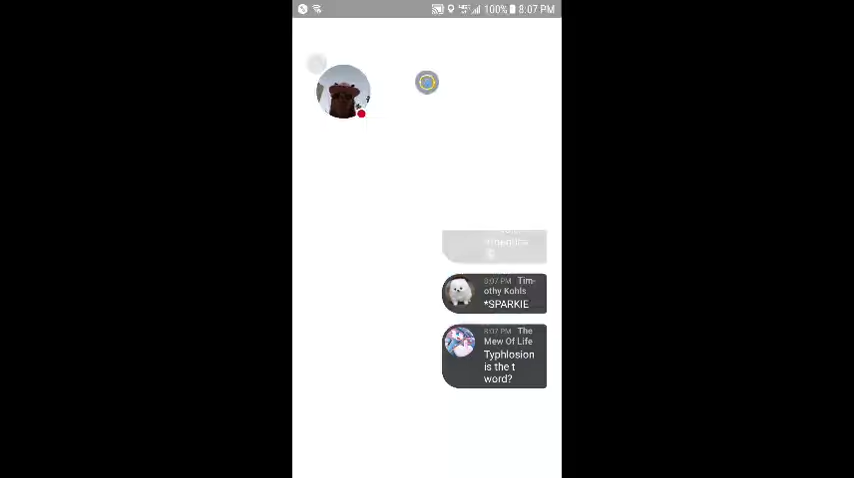 100% 8:07 PM
8:07 PM Tim-
othy Kohls
*SPARKIE
8:07 PM The
Mew Of Life
Typhlosion
is the t
word?